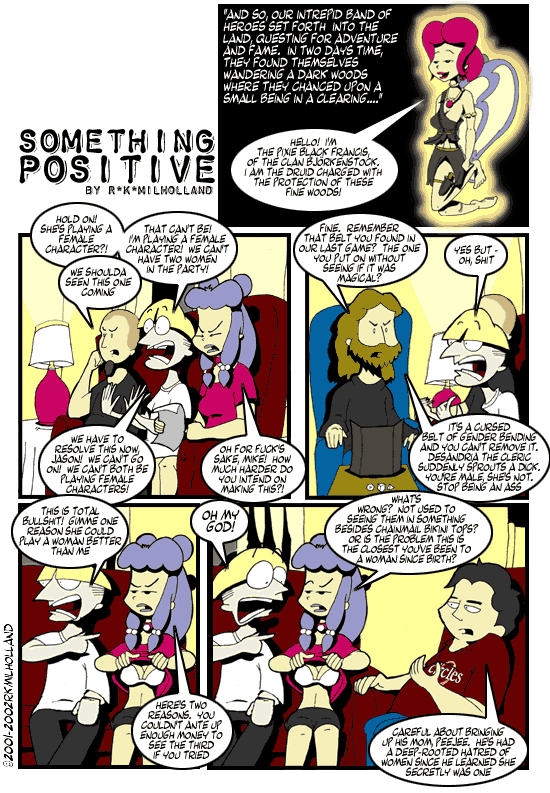 "AND SO, OUR INTREPID BAND OF
HEROES SET FORTH INTO THE
LAND, QUESTING FOR ADVENTURE
AND FAME. IN TWO DAYS TIME,
THEY FOUND THEMSELVES
WANDERING A DARK WOODS
WHERE THEY CHANCED UPON A
SMALL BEING IN A CLEARING...."
SOMETHING
POSITIVE
BY R*K*MILHOLLAND
HELLO! I'M
THE PIXIE BLACK FRANCIS,
OF THE CLAN BJORKENSTOCK.
I AM THE DRUID CHARGED WITH
THE PROTECTION OF THESE
FINE WOODS!
HOLD ON!
SHE'S PLAYING A
FEMALE
CHARACTER?!
THAT CAN'T BE!
I'M PLAYING A FEMALE
CHARACTER! WE CAN'T
HAVE TWO WOMEN
IN THE PARTY!
WE SHOULDA
SEEN THIS ONE
COMING
WE HAVE TO
RESOLVE THIS NOW,
JASON! WE CAN'T GO
ON! WE CAN'T BOTH BE
PLAYING FEMALE
CHARACTERS!
OH FOR FUCK'S
SAKE, MIKE! HOW
MUCH HARDER DO
YOU INTEND ON
MAKING THIS?!
FINE. REMEMBER
THAT BELT YOU FOUND IN
OUR LAST GAME? THE ONE
YOU PUT ON WITHOUT
SEEING IF IT WAS
MAGICAL?
YES BUT -
OH, SHIT
IT'S A CURSED
BELT OF GENDER BENDING
AND YOU CAN'T REMOVE IT.
DESANDRIA THE CLERIC
SUDDENLY SPROUTS A DICK.
YOU'RE MALE, SHE'S NOT.
STOP BEING AN ASS
THIS IS TOTAL
BULLSHIT! GIMME ONE
REASON SHE COULD
PLAY A WOMAN BETTER
THAN ME
HERE'S TWO
REASONS. YOU
COULDN'T ANTE UP
ENOUGH MONEY TO
SEE THE THIRD
IF YOU TRIED
OH MY
GOD!
WHAT'S
WRONG? NOT USED TO
SEEING THEM IN SOMETHING
BESIDES CHAINMAIL BIKINI TOPS?
OR IS THE PROBLEM THIS IS
THE CLOSEST YOU'VE BEEN TO
A WOMAN SINCE BIRTH?
cycles
CAREFUL ABOUT BRINGING
UP HIS MOM, PEEJEE. HE'S HAD
A DEEP-ROOTED HATRED OF
WOMEN SINCE HE LEARNED SHE
SECRETLY WAS ONE
©2001-2002RKMILHOLLAND